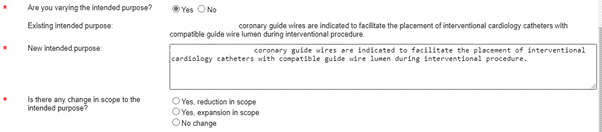 * Are you varying the intended purpose? Yes No
Existing intended purpose: coronary guide wires are indicated to facilitate the placement of interventional cardiology catheters with
compatible guide wire lumen during interventional procedure.
* New intended purpose: coronary guide wires are indicated to facilitate the placement of interventional
cardiology catheters with compatible guide wire lumen during interventional procedure.
* Is there any change in scope to the
intended purpose?
Yes, reduction in scope
Yes, expansion in scope
No change